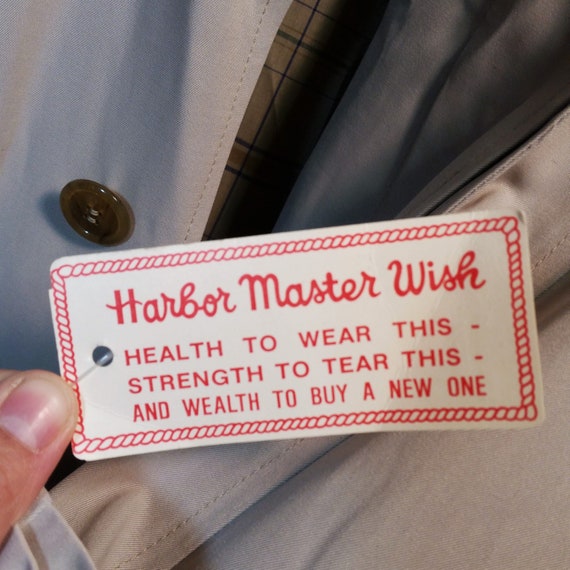 Harbor Master Wish
HEALTH TO WEAR THIS -
STRENGTH TO TEAR THIS -
AND WEALTH TO BUY A NEW ONE